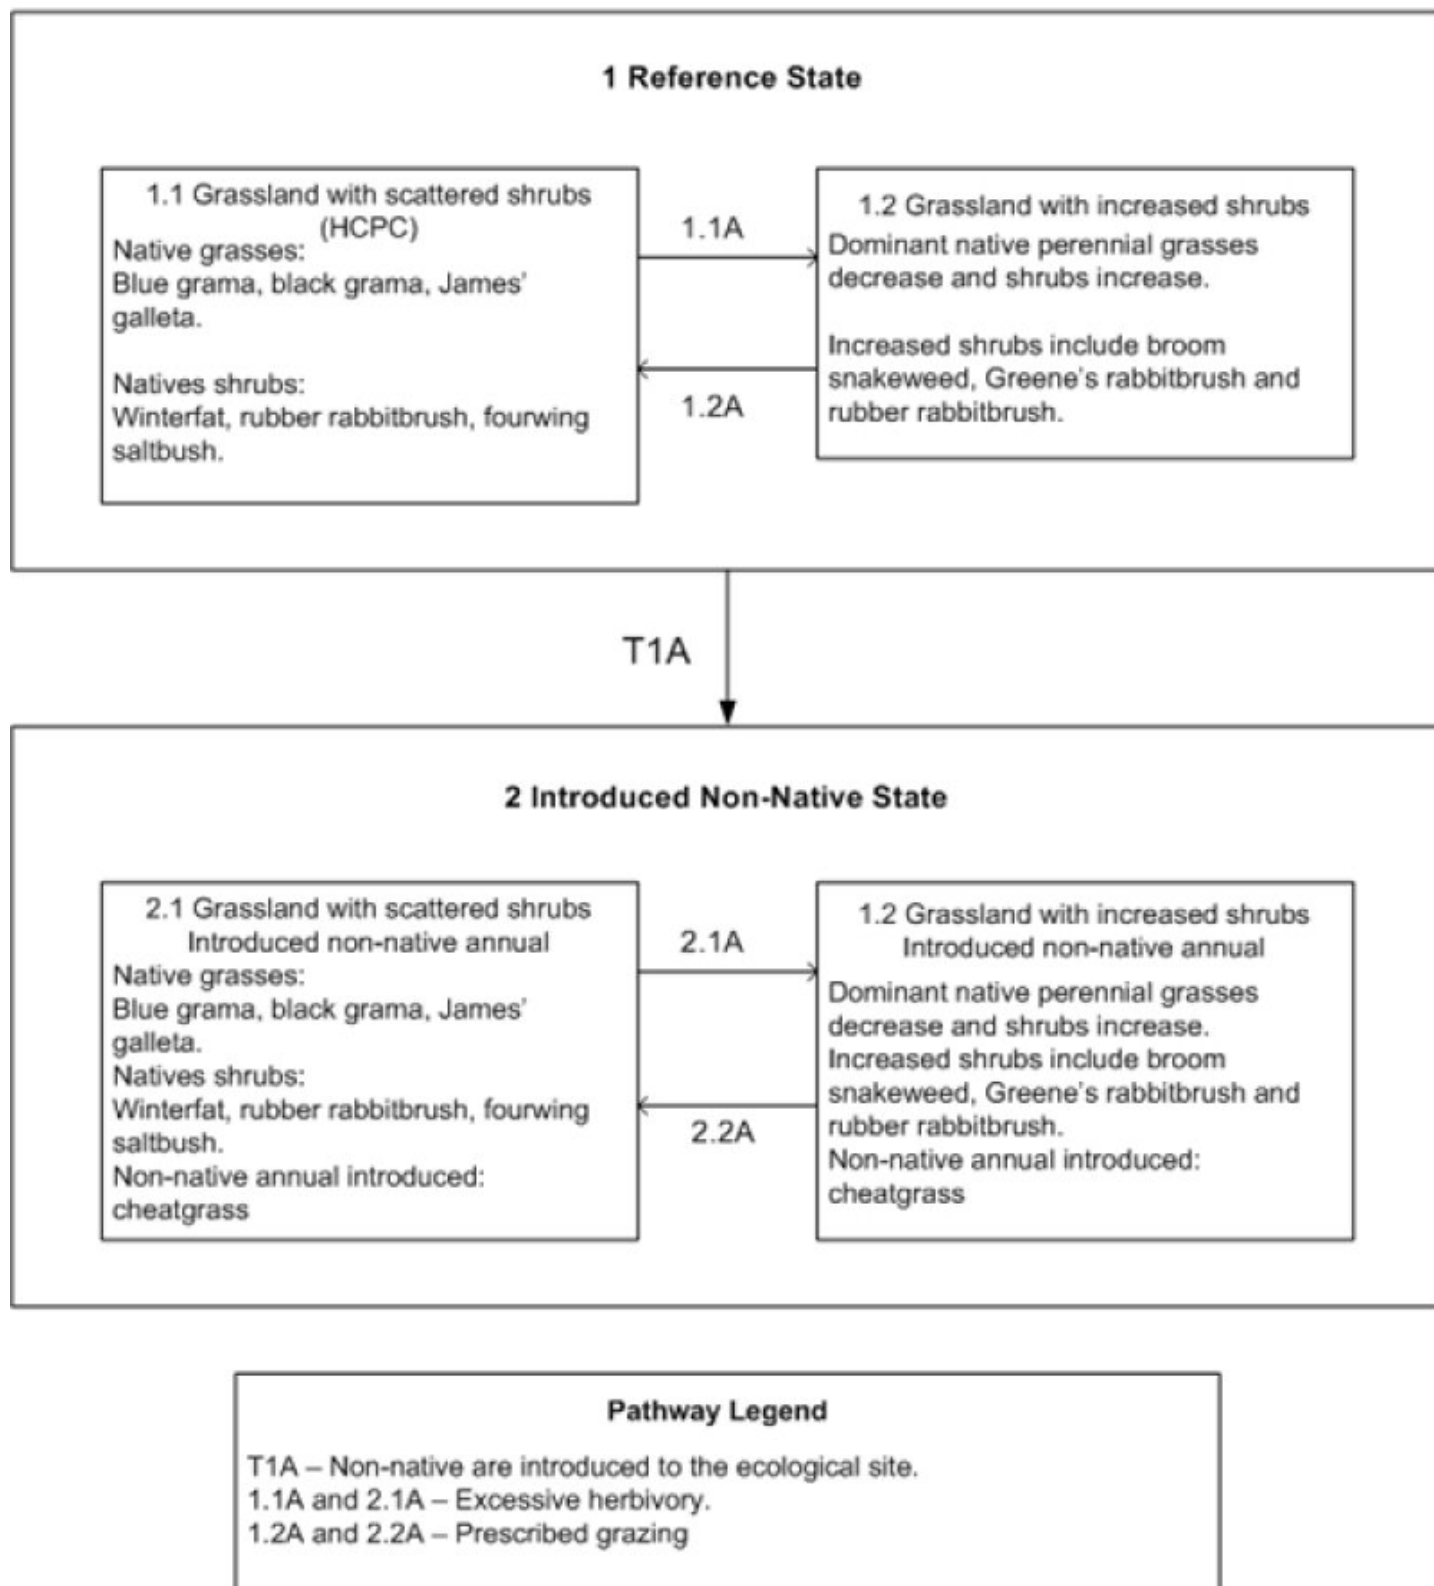 1 Reference State
1.1 Grassland with scattered shrubs
(HCPC)
Native grasses:
Blue grama, black grama, James'
galleta.
Natives shrubs:
Winterfat, rubber rabbitbrush, fourwing
saltbush.
1.1A
1.2A
1.2 Grassland with increased shrubs
Dominant native perennial grasses
decrease and shrubs increase.
Increased shrubs include broom
snakeweed, Greene's rabbitbrush and
rubber rabbitbrush.
T1A
2 Introduced Non-Native State
2.1 Grassland with scattered shrubs
Introduced non-native annual
Native grasses:
Blue grama, black grama, James'
galleta.
Natives shrubs:
Winterfat, rubber rabbitbrush, fourwing
saltbush.
Non-native annual introduced:
cheatgrass
2.1A
2.2A
1.2 Grassland with increased shrubs
Introduced non-native annual
Dominant native perennial grasses
decrease and shrubs increase.
Increased shrubs include broom
snakeweed, Greene's rabbitbrush and
rubber rabbitbrush.
Non-native annual introduced:
cheatgrass
Pathway Legend
T1A – Non-native are introduced to the ecological site.
1.1A and 2.1A – Excessive herbivory.
1.2A and 2.2A – Prescribed grazing